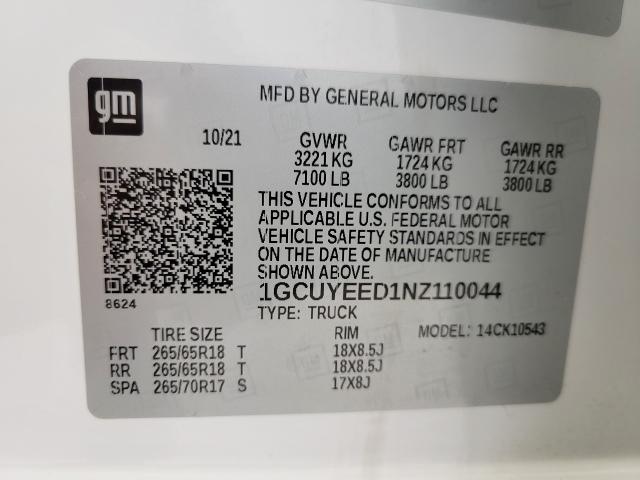 gm
MFD BY GENERAL MOTORS LLC
10/21 GVWR GAWR FRT GAWR RR
3221 KG 1724 KG 1724 KG
7100 LB 3800 LB 3800 LB
THIS VEHICLE CONFORMS TO ALL
APPLICABLE U.S. FEDERAL MOTOR
VEHICLE SAFETY STANDARDS IN EFFECT
ON THE DATE OF MANUFACTURE
SHOWN ABOVE.
8624
1GCUYEED1NZ110044
TYPE: TRUCK
TIRE SIZE RIM MODEL: 14CK10543
FRT 265/65R18 T 18X8.5J
RR 265/65R18 T 18X8.5J
SPA 265/70R17 S 17X8J